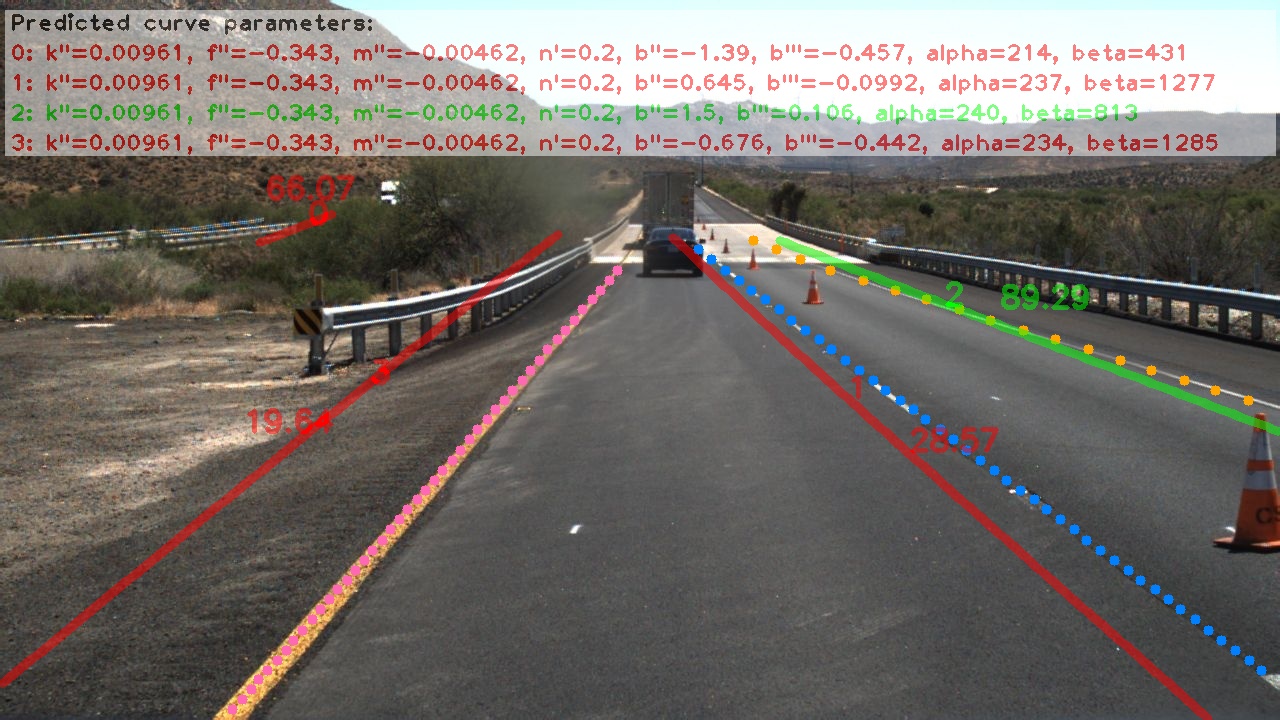 Predicted curve parameters:
0: k''=0.00961, f''=-0.343, m''=-0.00462, n'=0.2, b''=-1.39, b'''=-0.457, alpha=214, beta=431
1: k''=0.00961, f''=-0.343, m''=-0.00462, n'=0.2, b''=0.645, b'''=-0.0992, alpha=237, beta=1277
2: k''=0.00961, f''=-0.343, m''=-0.00462, n'=0.2, b''=1.5, b'''=0.106, alpha=240, beta=813
3: k''=0.00961, f''=-0.343, m''=-0.00462, n'=0.2, b''=-0.676, b'''=-0.442, alpha=234, beta=1285
66.07
0
2 89.29
3
1
19.64
28.57